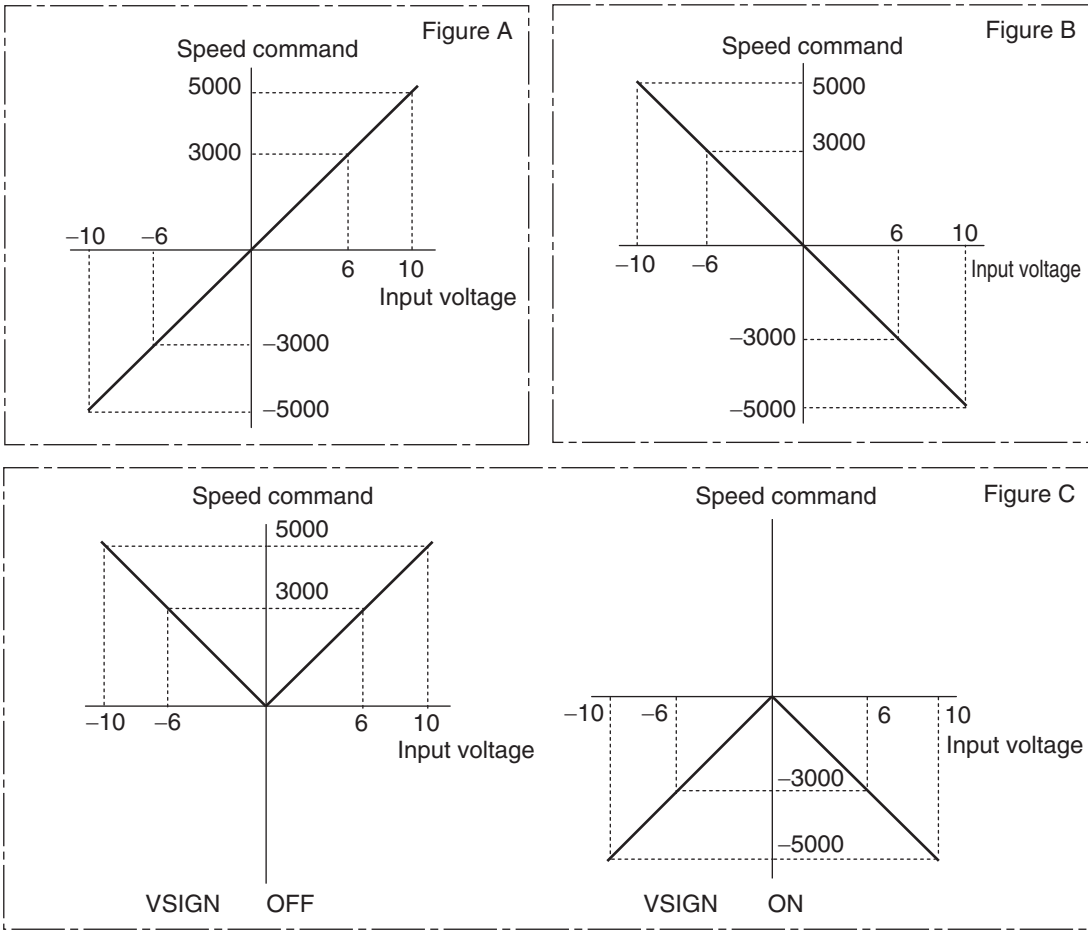 Figure A
Speed command
5000
3000
−10 −6
6 10
Input voltage
−3000
−5000
Figure B
Speed command
5000
3000
6 10
−10 −6
Input voltage
−3000
−5000
Figure C
Speed command
5000
3000
−10 −6 6 10
Input voltage
VSIGN OFF
Speed command
−10 −6 6 10
Input voltage
−3000
−5000
VSIGN ON